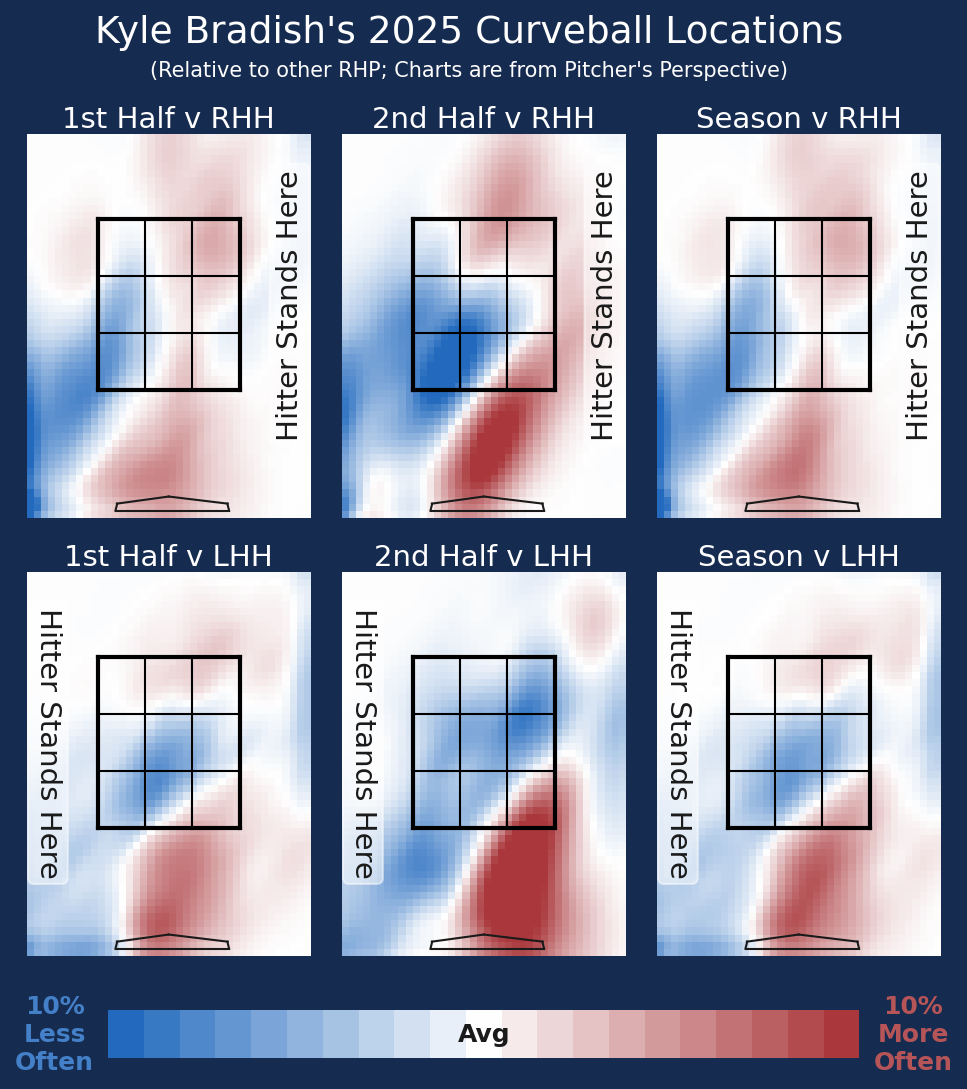 Kyle Bradish's 2025 Curveball Locations
(Relative to other RHP; Charts are from Pitcher's Perspective)
1st Half v RHH
2nd Half v RHH
Season v RHH
Hitter Stands Here
Hitter Stands Here
Hitter Stands Here
1st Half v LHH
2nd Half v LHH
Season v LHH
Hitter Stands Here
Hitter Stands Here
Hitter Stands Here
10%
Less
Often
Avg
10%
More
Often